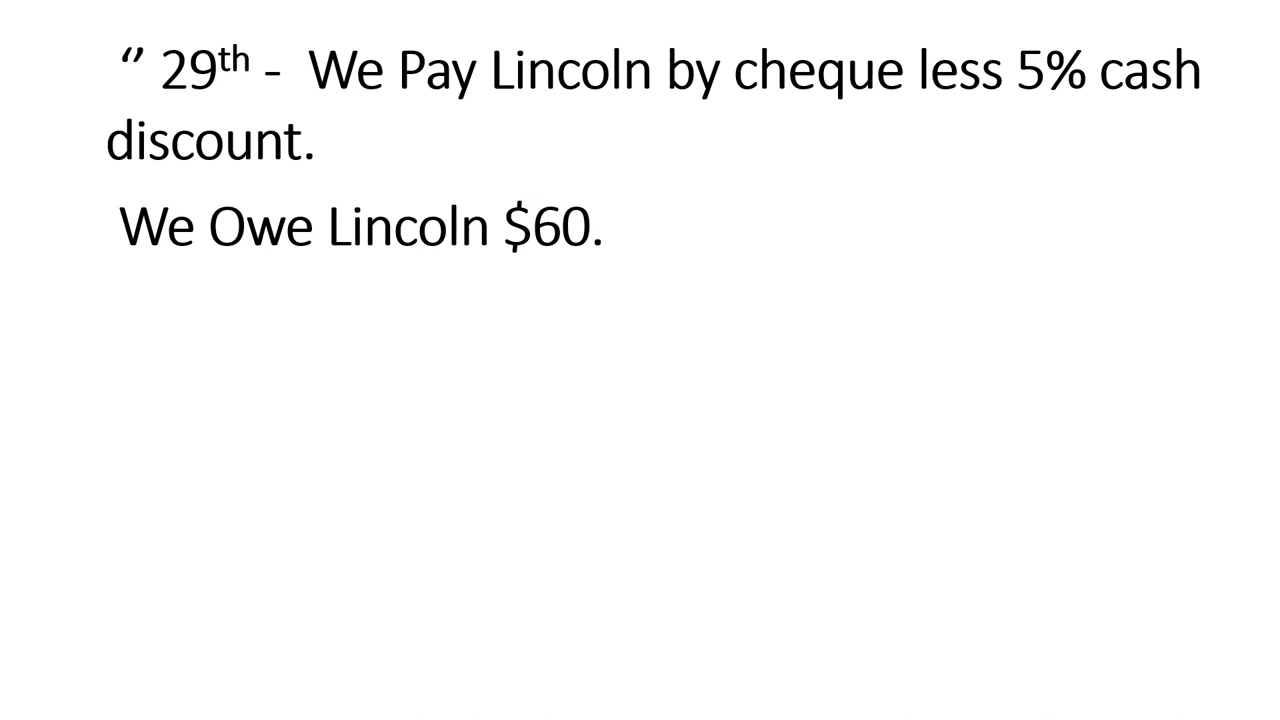 ‘’ 29th - We Pay Lincoln by cheque less 5% cash
discount.
We Owe Lincoln $60.